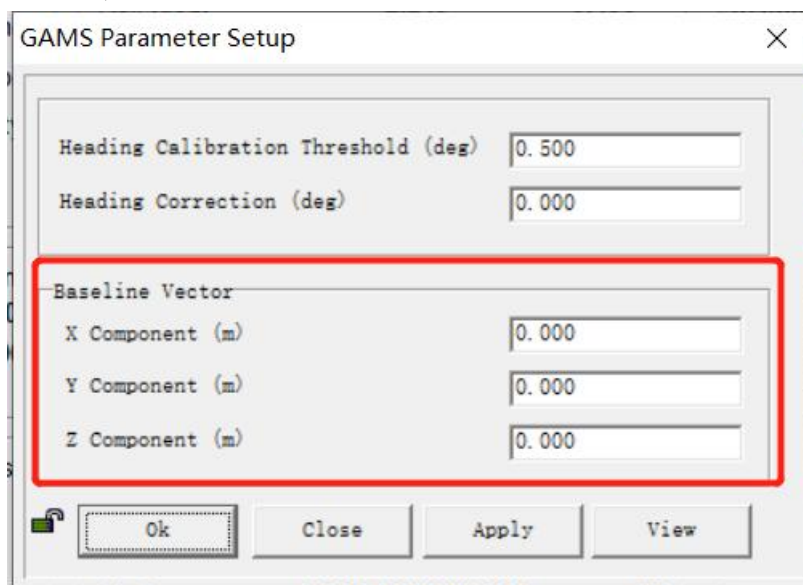 GAMS Parameter Setup
Heading Calibration Threshold (deg) 0.500
Heading Correction (deg) 0.000
Baseline Vector
X Component (m) 0.000
Y Component (m) 0.000
Z Component (m) 0.000
Ok Close Apply View